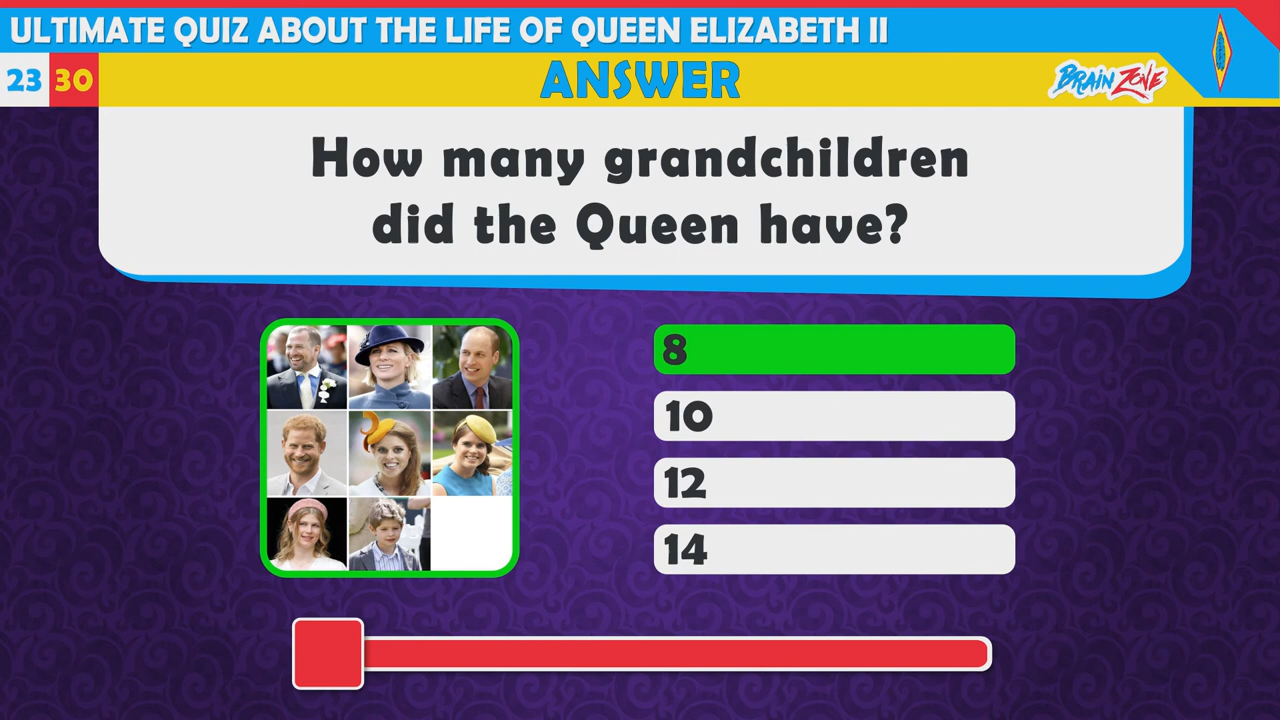 ULTIMATE QUIZ ABOUT THE LIFE OF QUEEN ELIZABETH II
23 30 ANSWER BRAIN ZONE
How many grandchildren
did the Queen have?
8
10
12
14